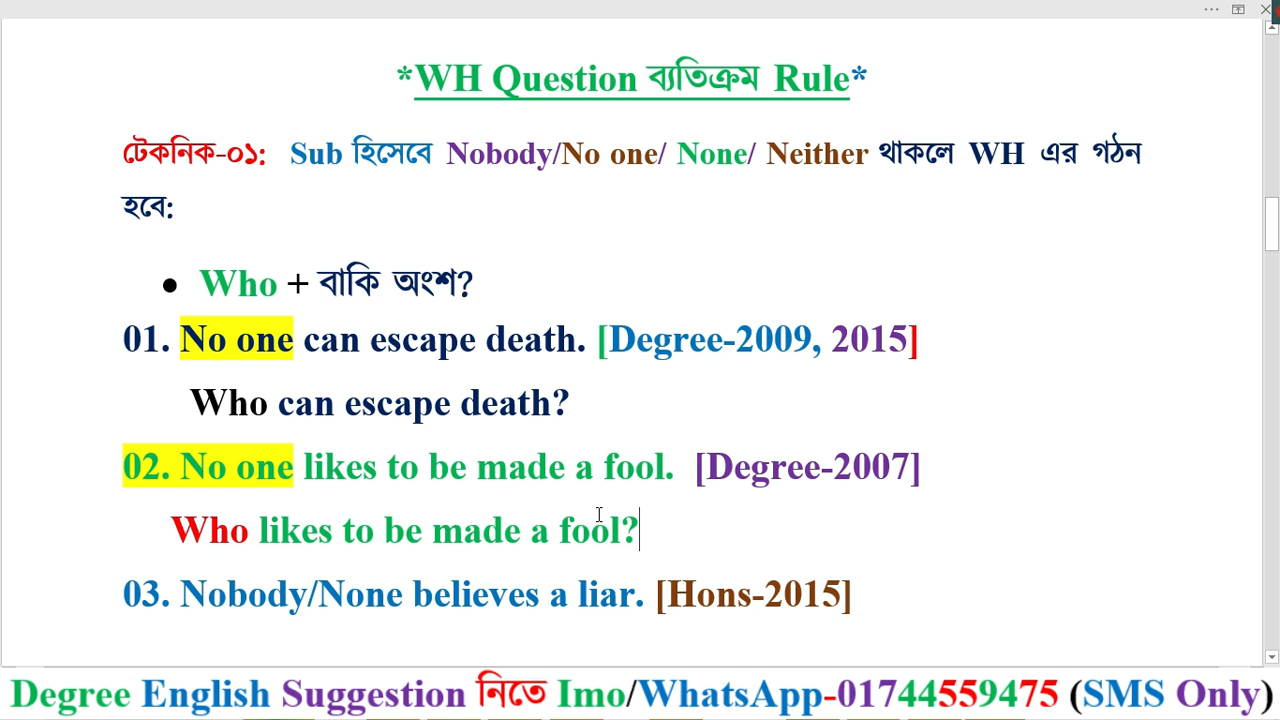 *WH Question ব্যতিক্রম Rule*
টেকনিক-০১: Sub হিসেবে Nobody/No one/ None/ Neither থাকলে WH এর গঠন
হবে:
● Who + বাকি অংশ?
01. No one can escape death. [Degree-2009, 2015]
Who can escape death?
02. No one likes to be made a fool. [Degree-2007]
Who likes to be made a fool?
03. Nobody/None believes a liar. [Hons-2015]
Degree English Suggestion নিতে Imo/WhatsApp-01744559475 (SMS Only)